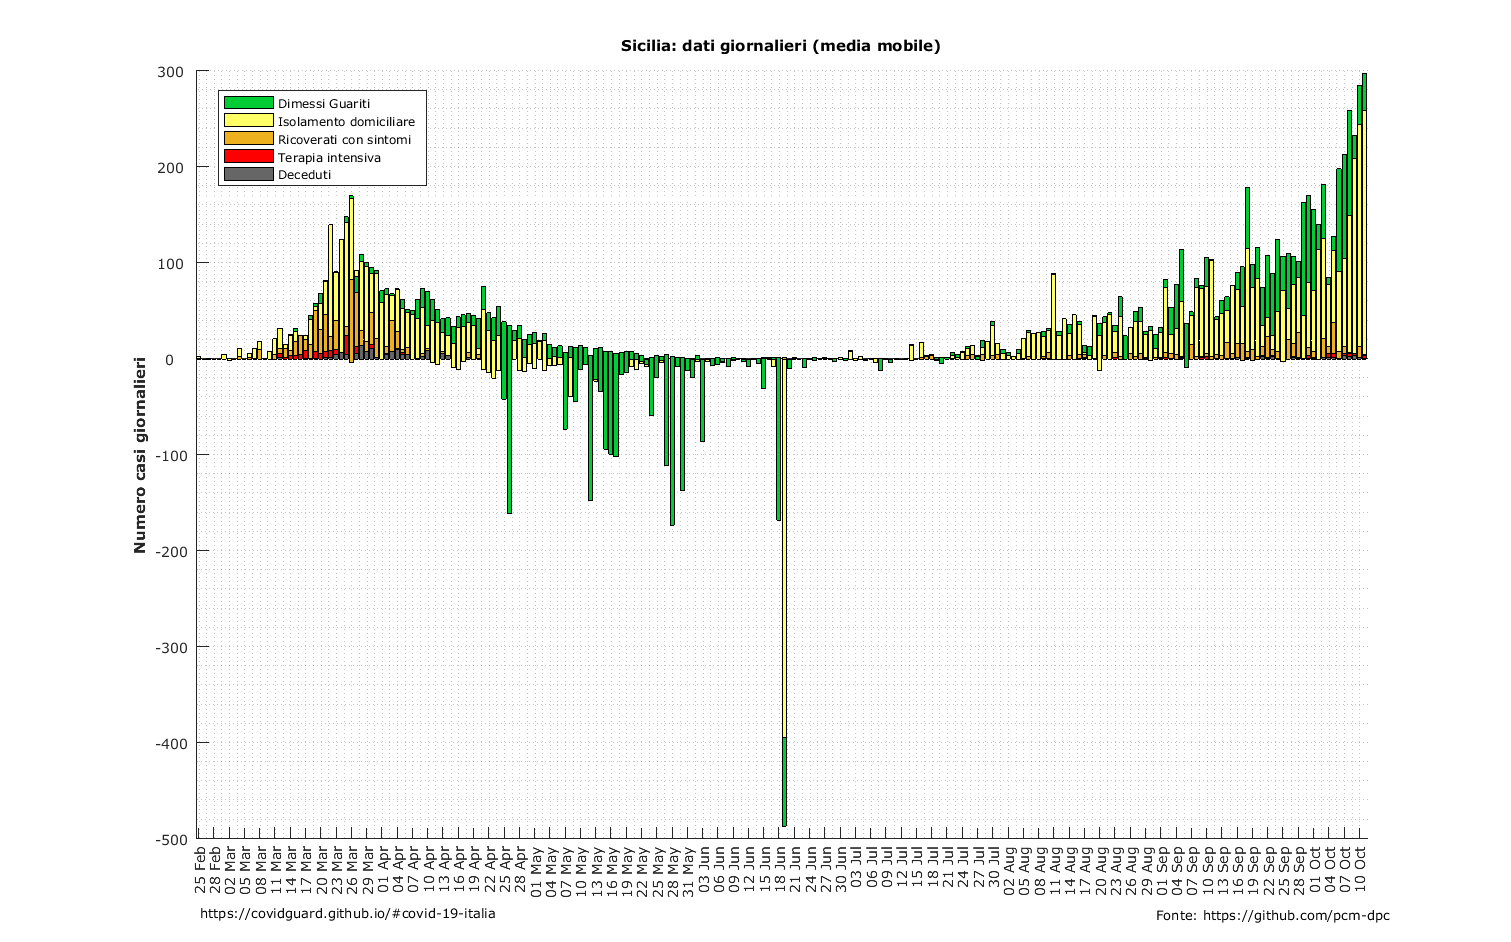 Sicilia: dati giornalieri (media mobile)
Dimessi Guariti
Isolamento domiciliare
Ricoverati con sintomi
Terapia intensiva
Deceduti
300
200
100
0
-100
-200
-300
-400
-500
Numero casi giornalieri
25 Feb
28 Feb
02 Mar
05 Mar
08 Mar
11 Mar
14 Mar
17 Mar
20 Mar
23 Mar
26 Mar
29 Mar
01 Apr
04 Apr
07 Apr
10 Apr
13 Apr
16 Apr
19 Apr
22 Apr
25 Apr
28 Apr
01 May
04 May
07 May
10 May
13 May
16 May
19 May
22 May
25 May
28 May
31 May
03 Jun
06 Jun
09 Jun
12 Jun
15 Jun
18 Jun
21 Jun
24 Jun
27 Jun
30 Jun
03 Jul
06 Jul
09 Jul
12 Jul
15 Jul
18 Jul
21 Jul
24 Jul
27 Jul
30 Jul
02 Aug
05 Aug
08 Aug
11 Aug
14 Aug
17 Aug
20 Aug
23 Aug
26 Aug
29 Aug
01 Sep
04 Sep
07 Sep
10 Sep
13 Sep
16 Sep
19 Sep
22 Sep
25 Sep
28 Sep
01 Oct
04 Oct
07 Oct
10 Oct
https://covidguard.github.io/#covid-19-italia
Fonte: https://github.com/pcm-dpc